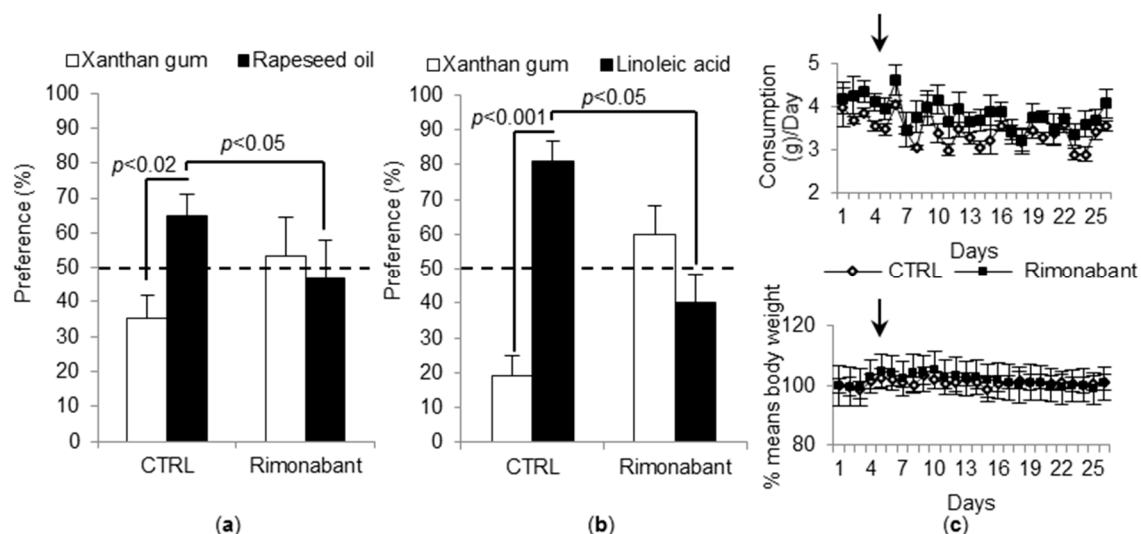 Xanthan gum Rapeseed oil
100
90
80
70
60
50
40
30
20
10
0
Preference (%)
p<0.02
p<0.05
CTRL Rimonabant
(a)
Xanthan gum Linoleic acid
100
90
80
70
60
50
40
30
20
10
0
Preference (%)
p<0.001
p<0.05
CTRL Rimonabant
(b)
Consumption
(g)/Day
5
4
3
2
1 4 7 10 13 16 19 22 25
Days
CTRL Rimonabant
% means body weight
120
100
80
1 4 7 10 13 16 19 22 25
Days
(c)